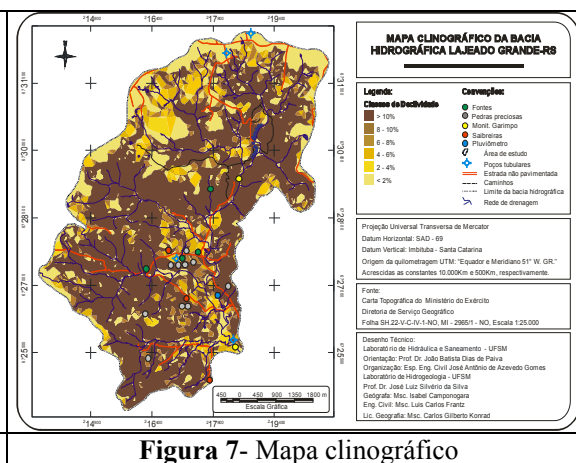 ²14⁰⁰⁰ ²16⁰⁰⁰ ²17⁰⁰⁰ ²19⁰⁰⁰
MAPA CLINOGRÁFICO DA BACIA
HIDROGRÁFICA LAJEADO GRANDE-RS
Legenda:
Classes de Declividade
> 10%
8 - 10%
6 - 8%
4 - 6%
2 - 4%
< 2%
Convenções:
Fontes
Pedras preciosas
Monit. Garimpo
Saibreiras
Pluviômetro
Área de estudo
Poços tubulares
Estrada não pavimentada
Caminhos
Limite da bacia hidrográfica
Rede de drenagem
Projeção Universal Transversa de Mercator
Datum Horizontal: SAD - 69
Datum Vertical: Imbituba - Santa Catarina
Origem da quilometragem UTM: "Equador e Meridiano 51° W. GR."
Acrescidas as constantes 10.000Km e 500Km, respectivamente.
Fonte:
Carta Topográfica do Ministério do Exército
Diretoria de Serviço Geográfico
Folha SH.22-V-C-IV-1-NO, MI - 2965/1 - NO, Escala 1:25.000
Desenho Técnico:
Laboratório de Hidráulica e Saneamento - UFSM
Orientação: Prof. Dr. João Batista Dias de Paiva
Organização: Esp. Eng. Civil José Antônio de Azevedo Gomes
Laboratório de Hidrogeologia - UFSM
Prof. Dr. José Luiz Silvério da Silva
Geógrafa: Msc. Isabel Camponogara
Eng. Civil: Msc. Luis Carlos Frantz
Lic. Geografia: Msc. Carlos Gilberto Konrad
450 0 450 900 1350 1800 m
Escala Gráfica
²14⁰⁰⁰ ²16⁰⁰⁰ ²17⁰⁰⁰ ²19⁰⁰⁰
Figura 7- Mapa clinográfico